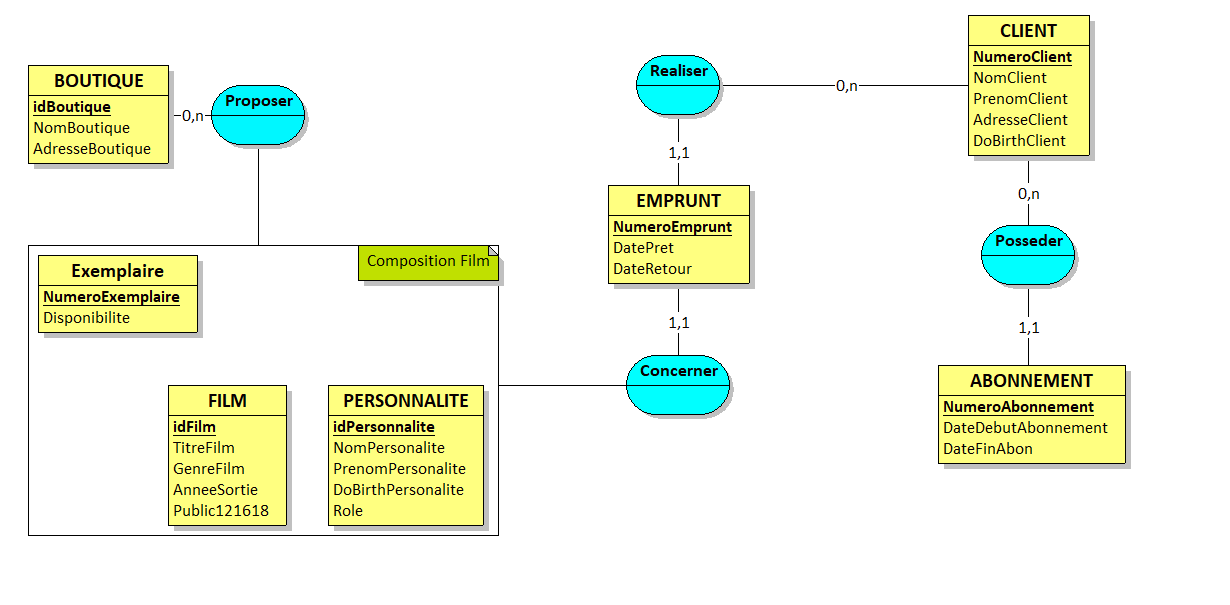 BOUTIQUE
idBoutique
NomBoutique
AdresseBoutique
0,n
Proposer
Realiser
0,n
CLIENT
NumeroClient
NomClient
PrenomClient
AdresseClient
DoBirthClient
1,1
EMPRUNT
NumeroEmprunt
DatePret
DateRetour
0,n
Posseder
Composition Film
Exemplaire
NumeroExemplaire
Disponibilite
1,1
1,1
Concerner
FILM
idFilm
TitreFilm
GenreFilm
AnneeSortie
Public121618
PERSONNALITE
idPersonnalite
NomPersonalite
PrenomPersonalite
DoBirthPersonalite
Role
ABONNEMENT
NumeroAbonnement
DateDebutAbonnement
DateFinAbon